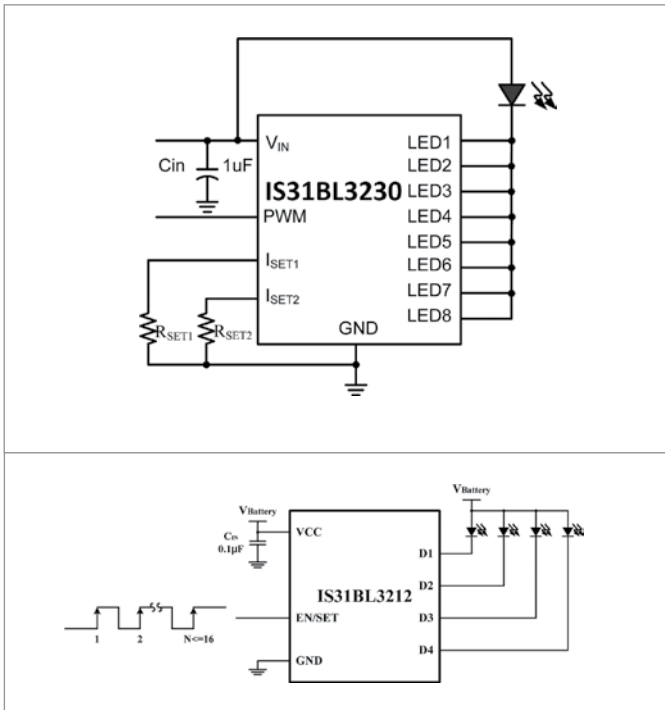 VIN
LED1
Cin
1uF
LED2
IS31BL3230
LED3
PWM
LED4
LED5
ISET1
LED6
ISET2
LED7
LED8
GND
RSET1
RSET2
VBattery
VBattery
VCC
CIN
0.1μF
D1
D2
IS31BL3212
EN/SET
D3
1
2
N<=16
D4
GND